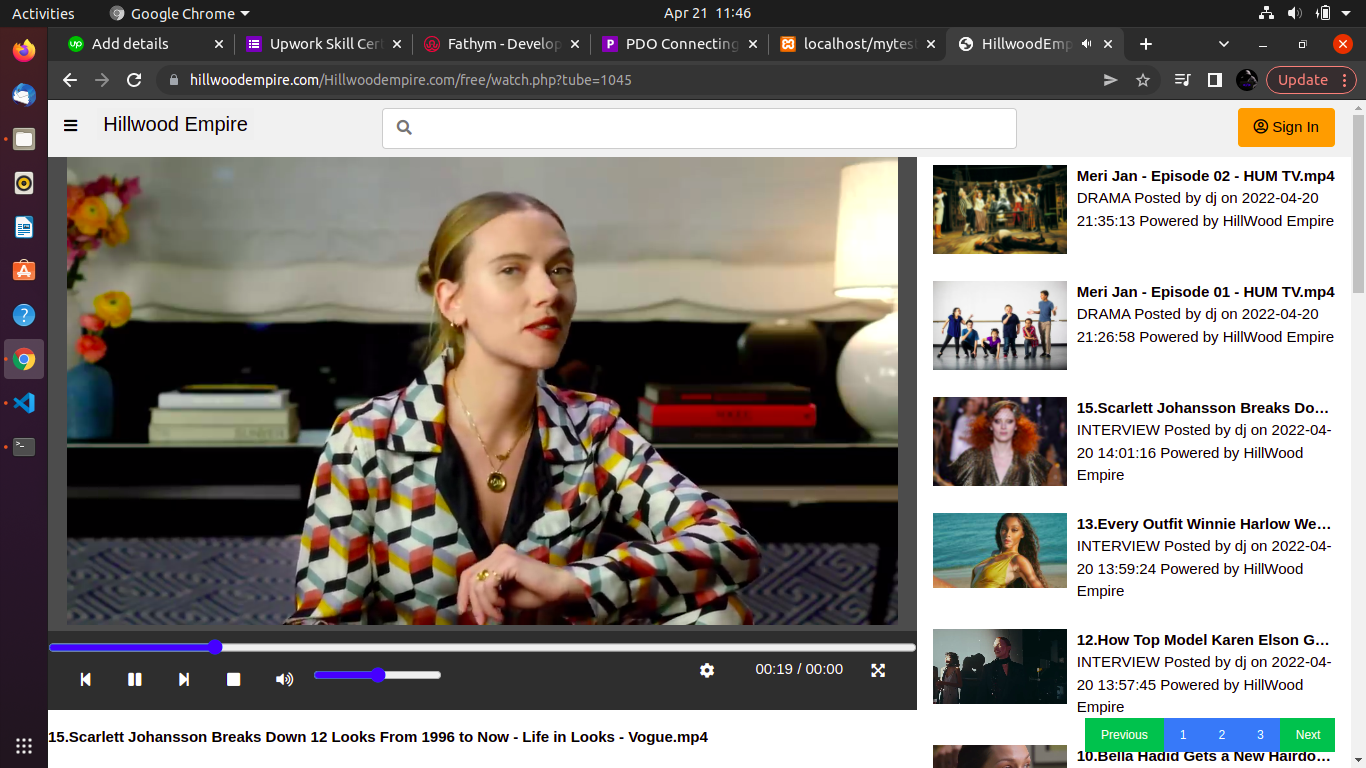 Activities
Google Chrome
Apr 21 11:46
Add details
Upwork Skill Cert
Fathym - Develop
PDO Connecting
localhost/mytest
HillwoodEmp
hillwoodempire.com/Hillwoodempire.com/free/watch.php?tube=1045
Update
Hillwood Empire
Sign In
Meri Jan - Episode 02 - HUM TV.mp4
DRAMA Posted by dj on 2022-04-20
21:35:13 Powered by HillWood Empire
Meri Jan - Episode 01 - HUM TV.mp4
DRAMA Posted by dj on 2022-04-20
21:26:58 Powered by HillWood Empire
15.Scarlett Johansson Breaks Do…
INTERVIEW Posted by dj on 2022-04-
20 14:01:16 Powered by HillWood
Empire
13.Every Outfit Winnie Harlow We…
INTERVIEW Posted by dj on 2022-04-
20 13:59:24 Powered by HillWood
Empire
12.How Top Model Karen Elson G…
INTERVIEW Posted by dj on 2022-04-
20 13:57:45 Powered by HillWood
Empire
Previous 1 2 3 Next
10.Bella Hadid Gets a New Hairdo…
00:19 / 00:00
15.Scarlett Johansson Breaks Down 12 Looks From 1996 to Now - Life in Looks - Vogue.mp4